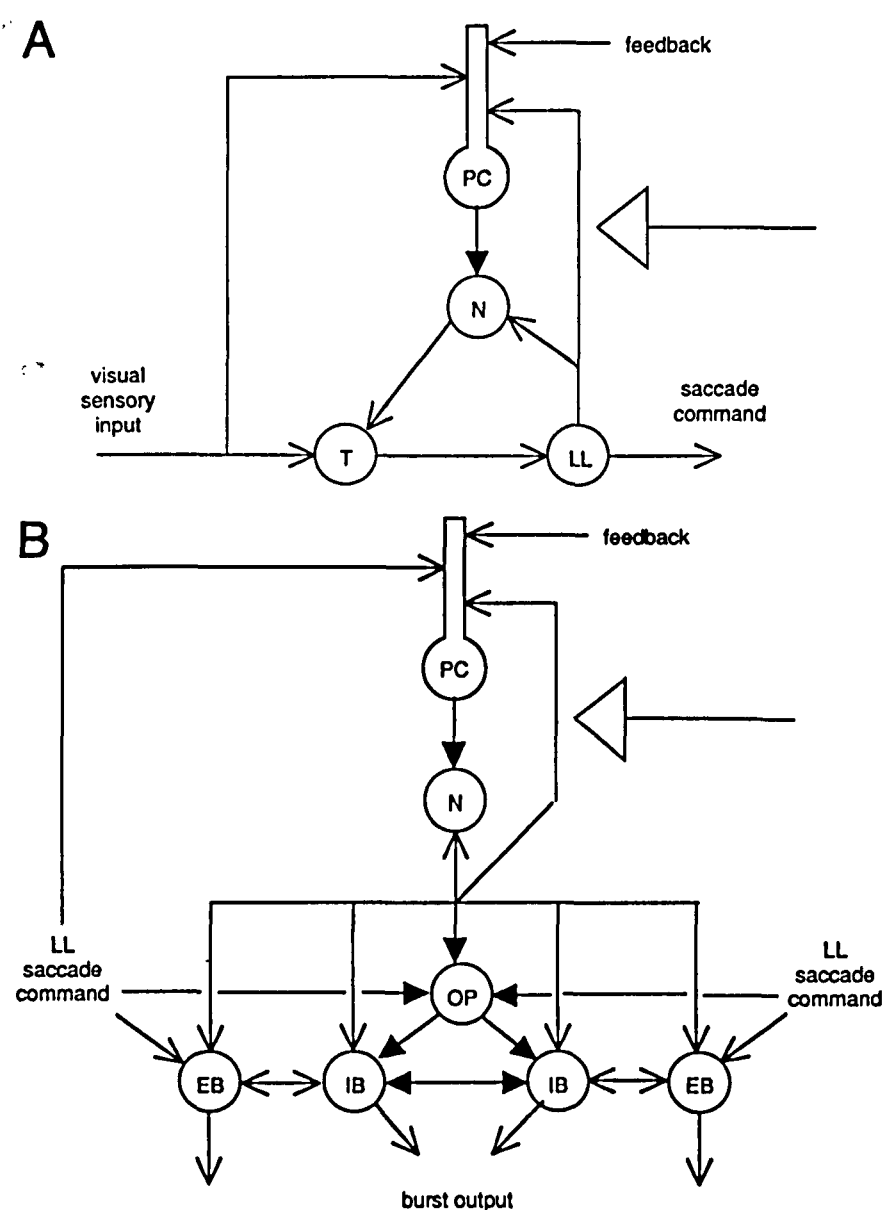 A
feedback
PC
N
visual
sensory
input
saccade
command
T
LL
B
feedback
PC
N
LL
saccade
command
LL
saccade
command
OP
EB
IB
IB
EB
burst output